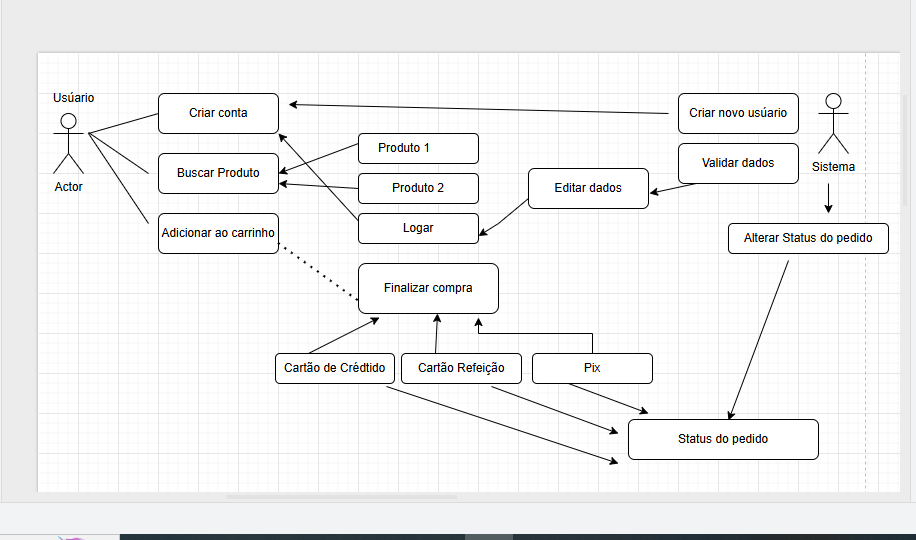 Usúario
Actor
Criar conta
Buscar Produto
Adicionar ao carrinho
Produto 1
Produto 2
Logar
Editar dados
Criar novo usúario
Validar dados
Sistema
Alterar Status do pedido
Finalizar compra
Cartão de Crédtido
Cartão Refeição
Pix
Status do pedido